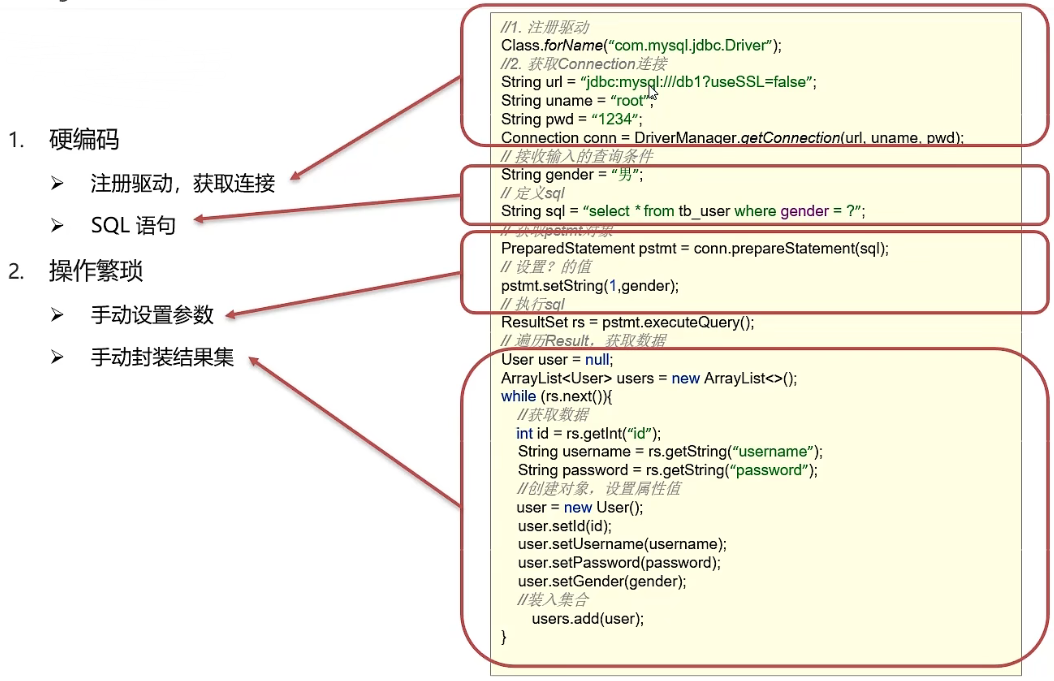 1. 硬编码
➢ 注册驱动，获取连接
➢ SQL 语句
2. 操作繁琐
➢ 手动设置参数
➢ 手动封装结果集
//1. 注册驱动
Class.forName(“com.mysql.jdbc.Driver”);
//2. 获取Connection连接
String url = “jdbc:mysql:///db1?useSSL=false”;
String uname = “root”;
String pwd = “1234”;
Connection conn = DriverManager.getConnection(url, uname, pwd);
// 接收输入的查询条件
String gender = “男”;
// 定义sql
String sql = “select * from tb_user where gender = ?”;
// 获取pstmt对象
PreparedStatement pstmt = conn.prepareStatement(sql);
// 设置？的值
pstmt.setString(1,gender);
// 执行sql
ResultSet rs = pstmt.executeQuery();
// 遍历Result，获取数据
User user = null;
ArrayList<User> users = new ArrayList<>();
while (rs.next()){
//获取数据
int id = rs.getInt(“id”);
String username = rs.getString(“username”);
String password = rs.getString(“password”);
//创建对象，设置属性值
user = new User();
user.setId(id);
user.setUsername(username);
user.setPassword(password);
user.setGender(gender);
//装入集合
users.add(user);
}